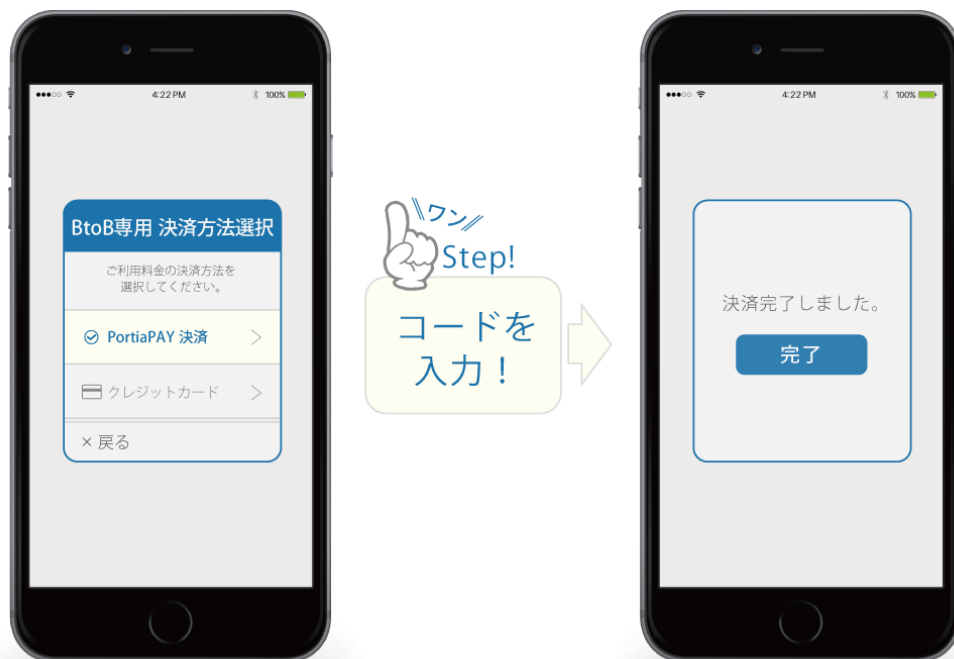 4:22 PM
100%
BtoB専用 決済方法選択
ご利用料金の決済方法を
選択してください。
PortiaPAY 決済
クレジットカード
× 戻る
ワン
Step!
コードを
入力！
4:22 PM
100%
決済完了しました。
完了